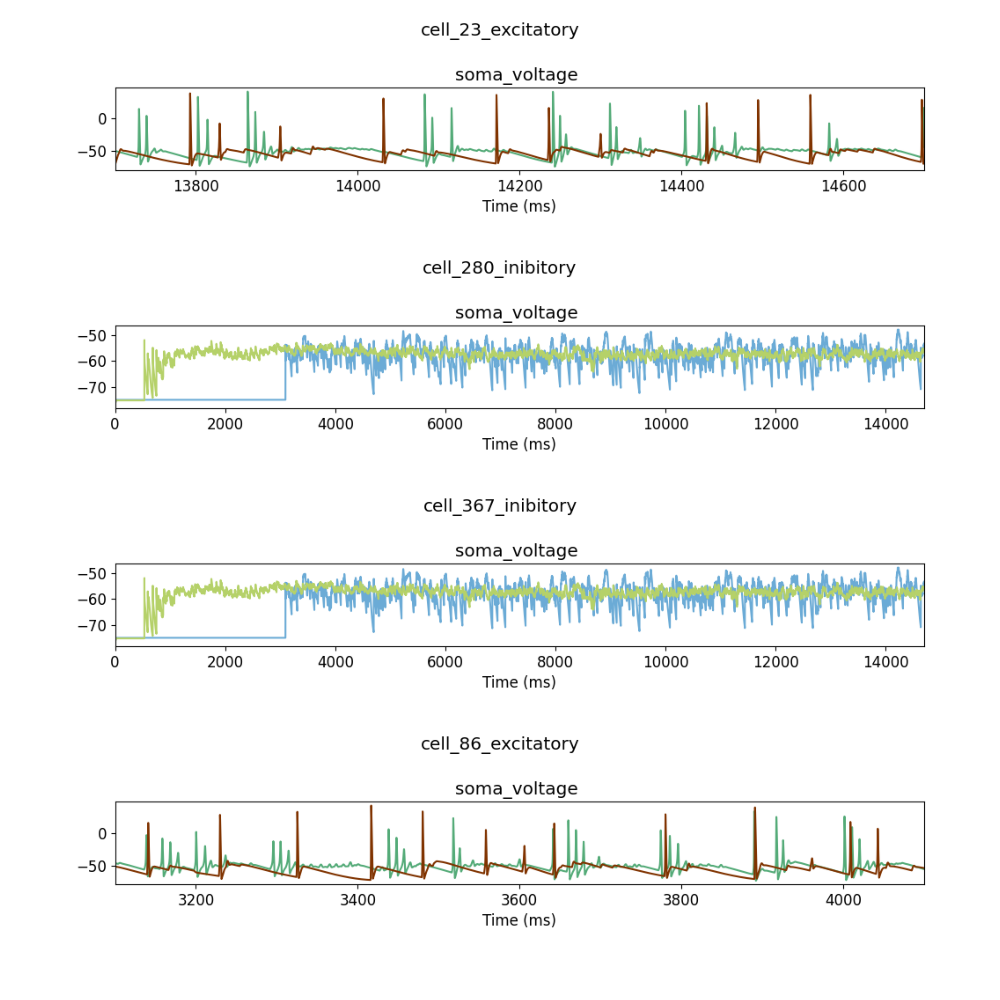 cell_23_excitatory
soma_voltage
0
−50
13800 14000 14200 14400 14600
Time (ms)
cell_280_inibitory
soma_voltage
−50
−60
−70
0 2000 4000 6000 8000 10000 12000 14000
Time (ms)
cell_367_inibitory
soma_voltage
−50
−60
−70
0 2000 4000 6000 8000 10000 12000 14000
Time (ms)
cell_86_excitatory
soma_voltage
0
−50
3200 3400 3600 3800 4000
Time (ms)